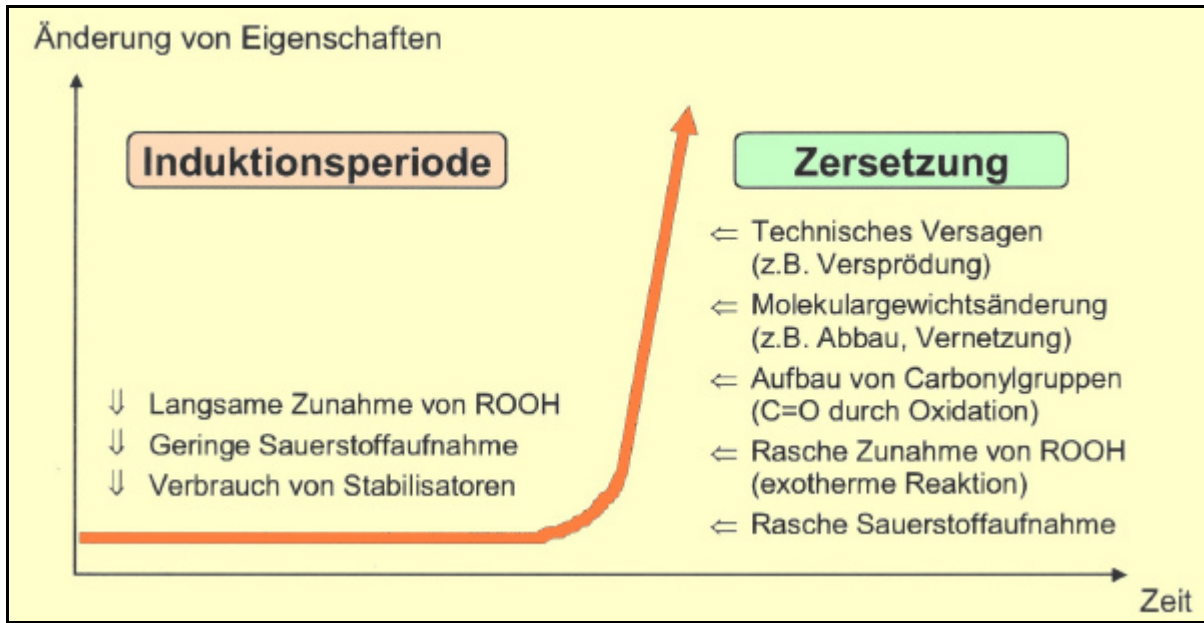 Änderung von Eigenschaften
Induktionsperiode
⇓ Langsame Zunahme von ROOH
⇓ Geringe Sauerstoffaufnahme
⇓ Verbrauch von Stabilisatoren
Zersetzung
⇐ Technisches Versagen
(z.B. Versprödung)
⇐ Molekulargewichtsänderung
(z.B. Abbau, Vernetzung)
⇐ Aufbau von Carbonylgruppen
(C=O durch Oxidation)
⇐ Rasche Zunahme von ROOH
(exotherme Reaktion)
⇐ Rasche Sauerstoffaufnahme
Zeit